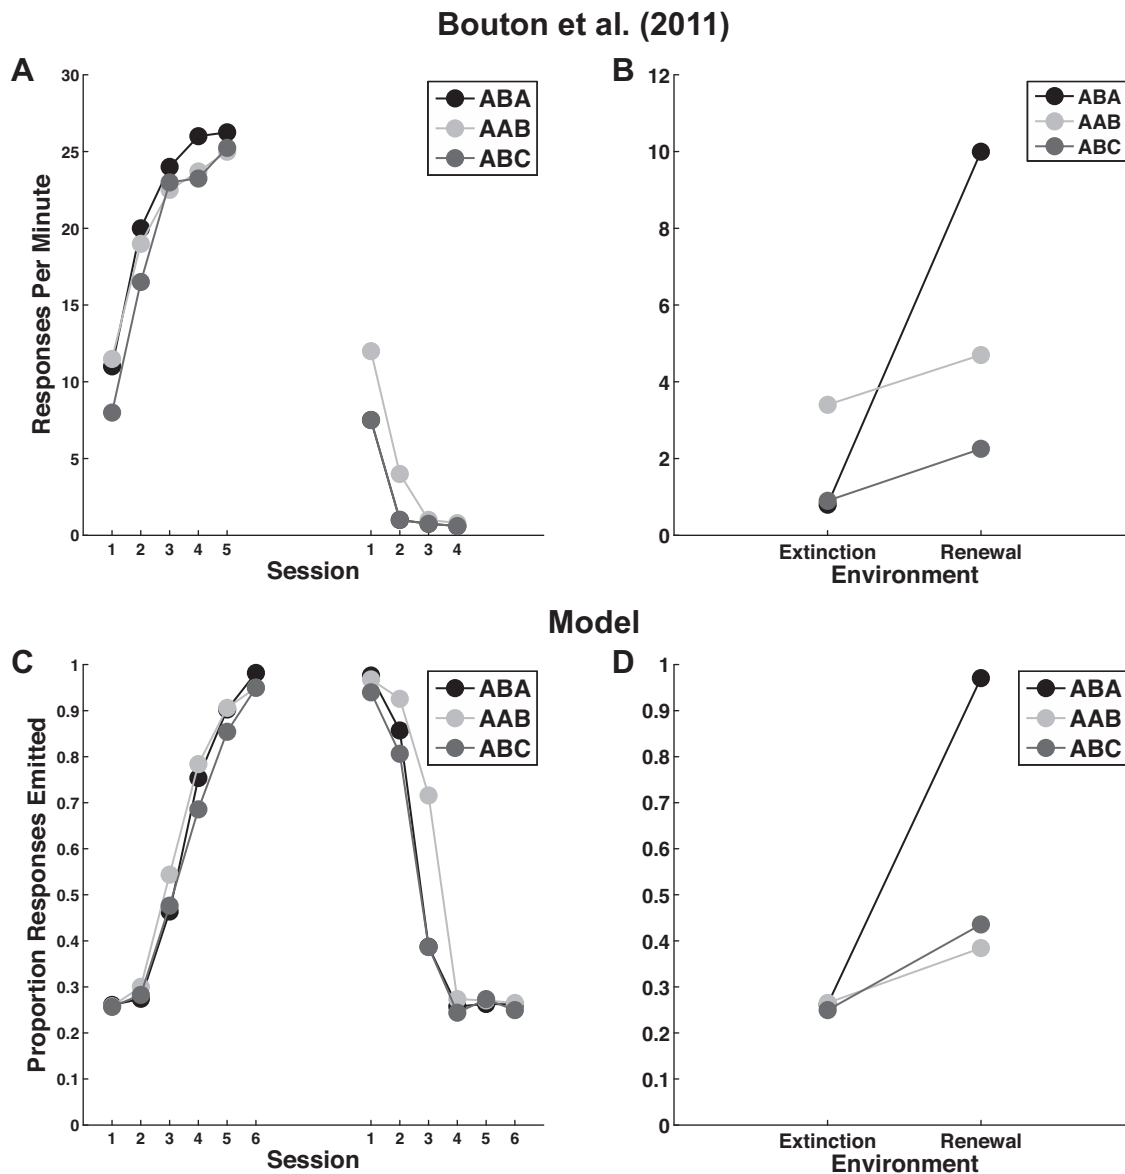 Bouton et al. (2011)
A
30
25
20
15
10
5
0
Responses Per Minute
ABA
AAB
ABC
1 2 3 4 5 1 2 3 4
Session
B
12
10
8
6
4
2
0
ABA
AAB
ABC
Extinction Renewal
Environment
Model
C
1
0.9
0.8
0.7
0.6
0.5
0.4
0.3
0.2
0.1
0
Proportion Responses Emitted
ABA
AAB
ABC
1 2 3 4 5 6 1 2 3 4 5 6
Session
D
1
0.9
0.8
0.7
0.6
0.5
0.4
0.3
0.2
0.1
0
ABA
AAB
ABC
Extinction Renewal
Environment